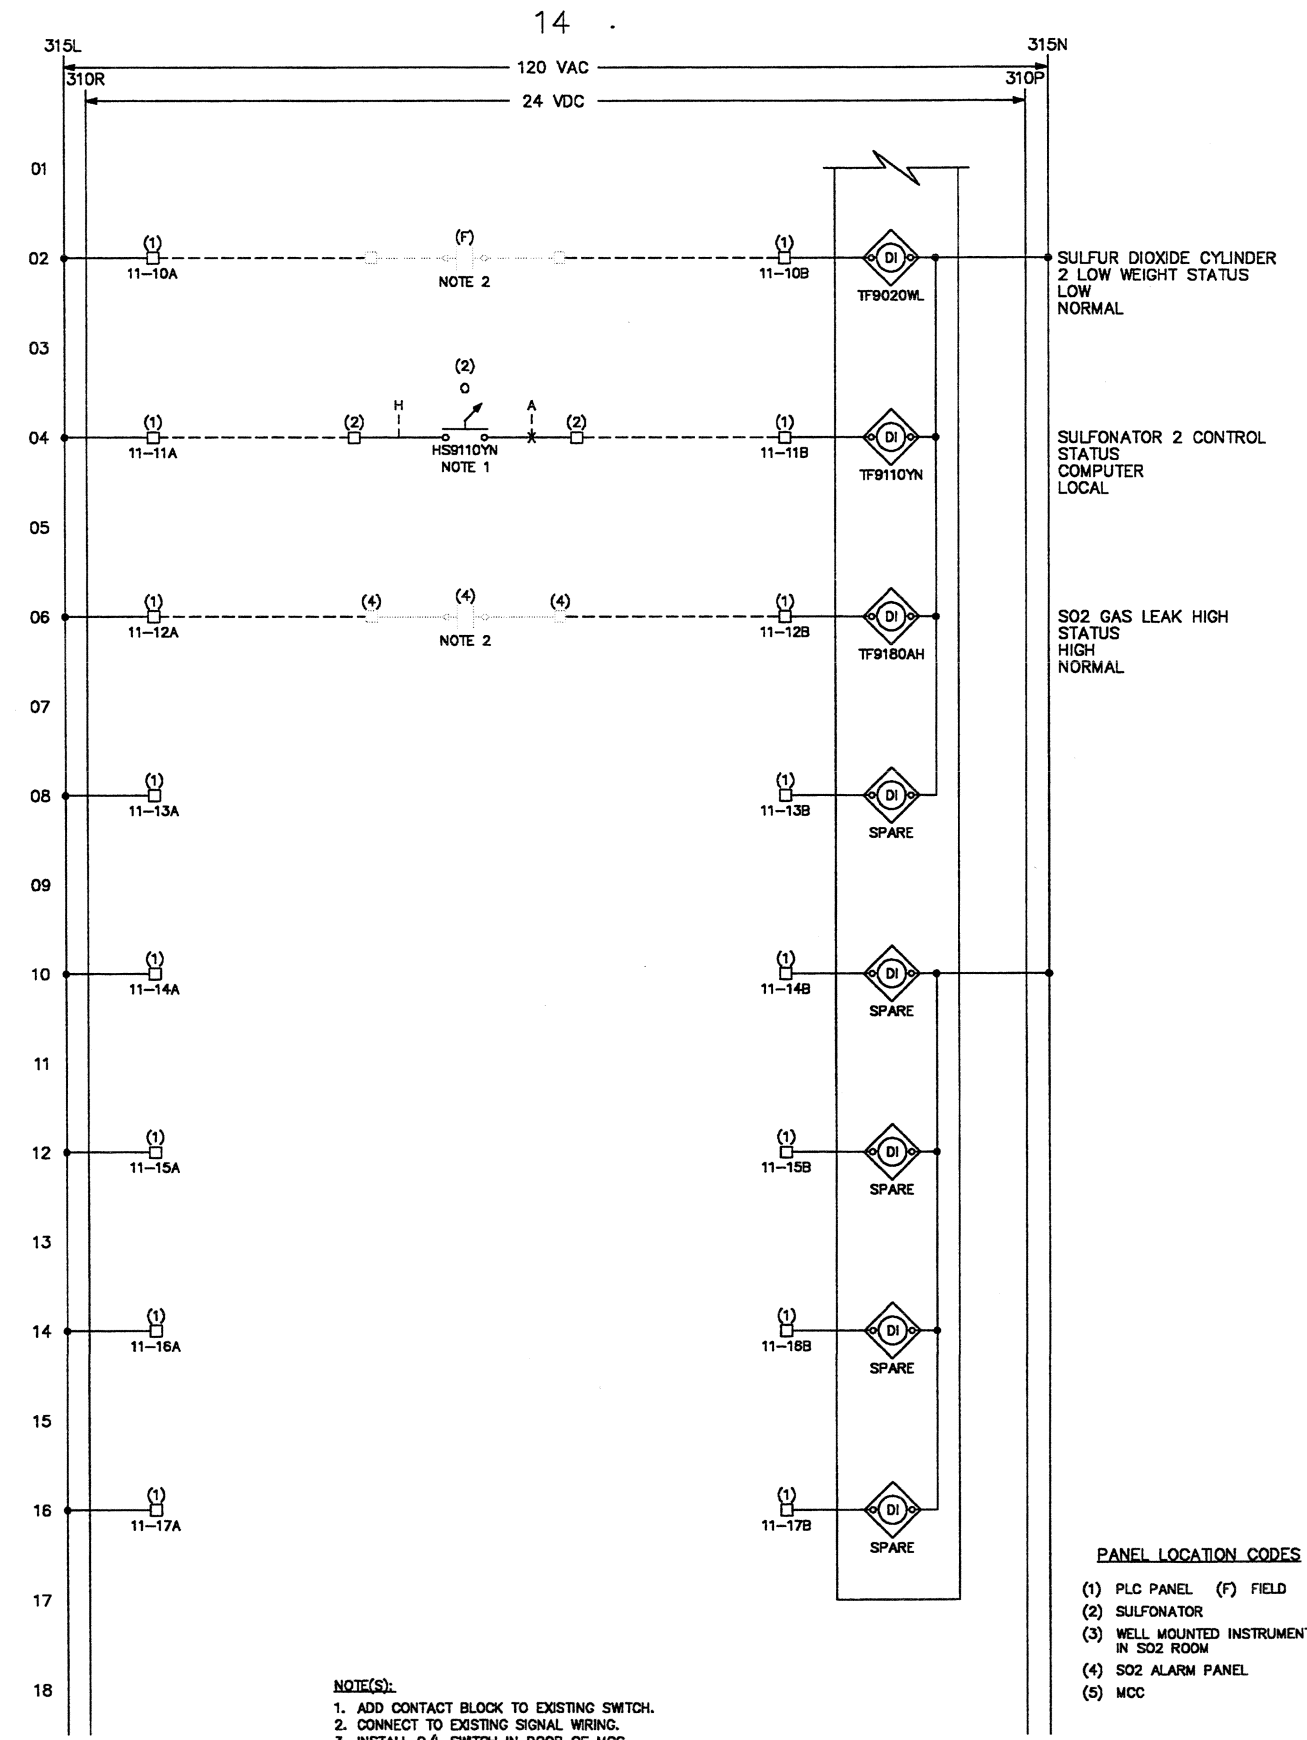 14
315L 315N
120 VAC
310R 310P
24 VDC
01
02
(1)
11-10A
(F)
NOTE 2
(1)
11-10B
DI
TF9020WL
SULFUR DIOXIDE CYLINDER
2 LOW WEIGHT STATUS
LOW
NORMAL
03
04
(1)
11-11A
(2)
H
(2)
O
A
HS9110YN
NOTE 1
(2)
(1)
11-11B
DI
TF9110YN
SULFONATOR 2 CONTROL
STATUS
COMPUTER
LOCAL
05
06
(1)
11-12A
(4)
(4)
NOTE 2
(4)
(1)
11-12B
DI
TF9180AH
SO2 GAS LEAK HIGH
STATUS
HIGH
NORMAL
07
08
(1)
11-13A
(1)
11-13B
DI
SPARE
09
10
(1)
11-14A
(1)
11-14B
DI
SPARE
11
12
(1)
11-15A
(1)
11-15B
DI
SPARE
13
14
(1)
11-16A
(1)
11-16B
DI
SPARE
15
16
(1)
11-17A
(1)
11-17B
DI
SPARE
17
18
PANEL LOCATION CODES
(1) PLC PANEL (F) FIELD
(2) SULFONATOR
(3) WELL MOUNTED INSTRUMENT
IN SO2 ROOM
(4) SO2 ALARM PANEL
(5) MCC
NOTE(S):
1. ADD CONTACT BLOCK TO EXISTING SWITCH.
2. CONNECT TO EXISTING SIGNAL WIRING.